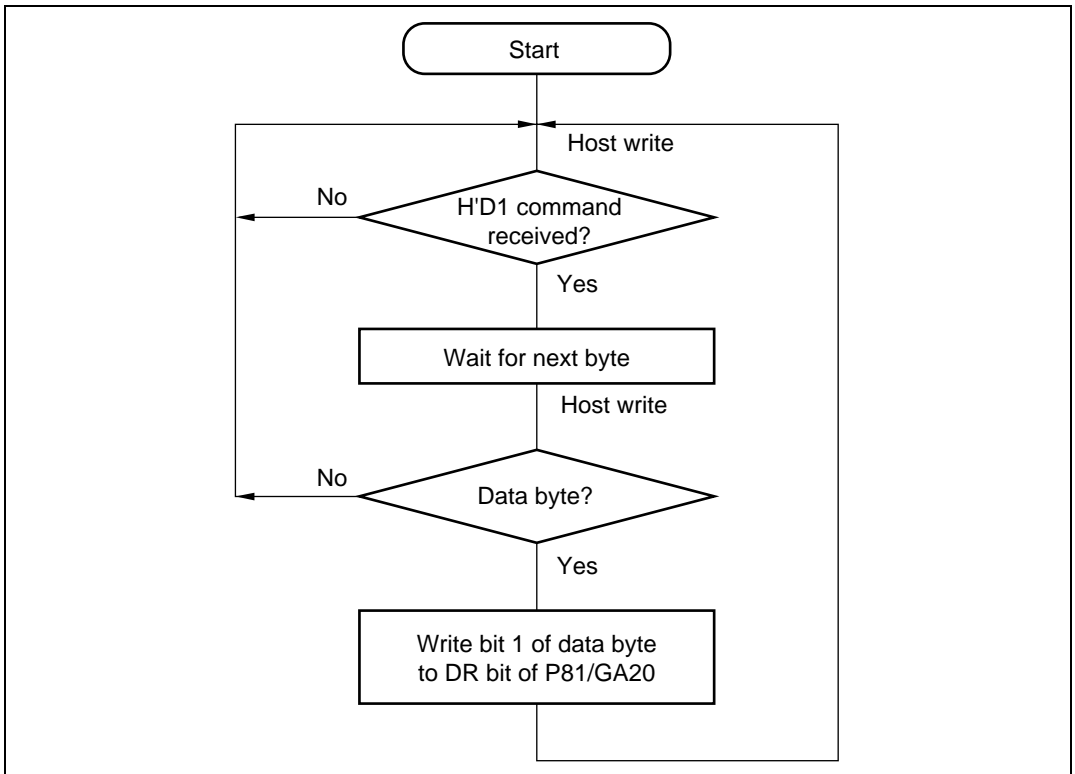 Start
Host write
No
H'D1 command
received?
Yes
Wait for next byte
Host write
No
Data byte?
Yes
Write bit 1 of data byte
to DR bit of P81/GA20